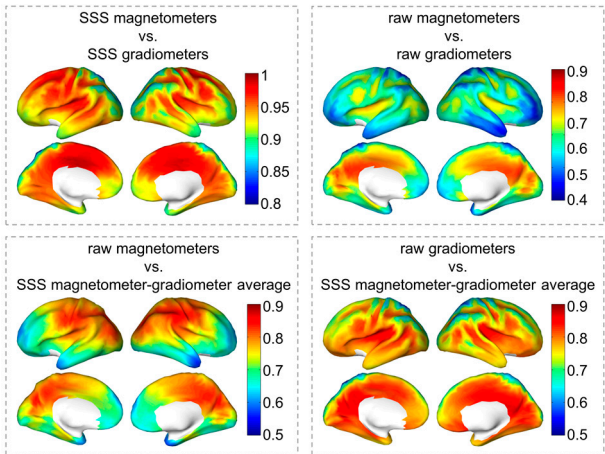 SSS magnetometers
vs.
SSS gradiometers
1
0.95
0.9
0.85
0.8
raw magnetometers
vs.
raw gradiometers
0.9
0.8
0.7
0.6
0.5
0.4
raw magnetometers
vs.
SSS magnetometer-gradiometer average
0.9
0.8
0.7
0.6
0.5
raw gradiometers
vs.
SSS magnetometer-gradiometer average
0.9
0.8
0.7
0.6
0.5